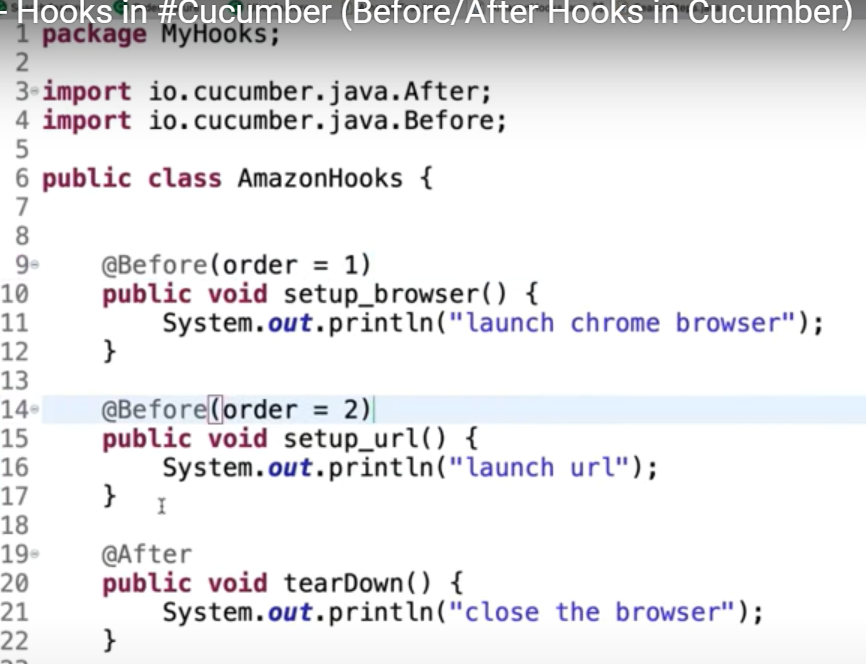 - Hooks in #Cucumber (Before/After Hooks in Cucumber)
1 package MyHooks;
2
3 import io.cucumber.java.After;
4 import io.cucumber.java.Before;
5
6 public class AmazonHooks {
7
8
9 @Before(order = 1)
10 public void setup_browser() {
11 System.out.println("launch chrome browser");
12 }
13
14 @Before(order = 2)
15 public void setup_url() {
16 System.out.println("launch url");
17 }
18
19 @After
20 public void tearDown() {
21 System.out.println("close the browser");
22 }